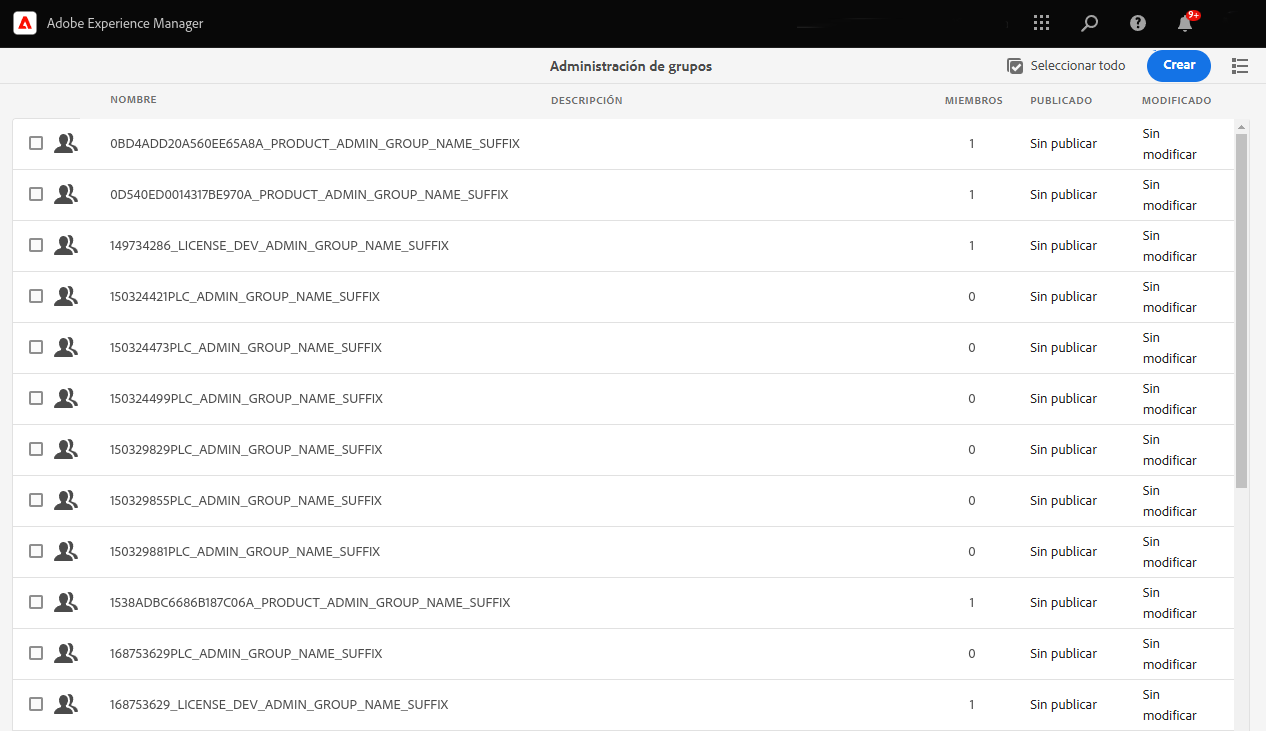 Adobe Experience Manager
9+
Administración de grupos
Seleccionar todo
Crear
NOMBRE DESCRIPCIÓN MIEMBROS PUBLICADO MODIFICADO
0BD4ADD20A560EE65A8A_PRODUCT_ADMIN_GROUP_NAME_SUFFIX 1 Sin publicar Sin
modificar
0D540ED0014317BE970A_PRODUCT_ADMIN_GROUP_NAME_SUFFIX 1 Sin publicar Sin
modificar
149734286_LICENSE_DEV_ADMIN_GROUP_NAME_SUFFIX 1 Sin publicar Sin
modificar
150324421PLC_ADMIN_GROUP_NAME_SUFFIX 0 Sin publicar Sin
modificar
150324473PLC_ADMIN_GROUP_NAME_SUFFIX 0 Sin publicar Sin
modificar
150324499PLC_ADMIN_GROUP_NAME_SUFFIX 0 Sin publicar Sin
modificar
150329829PLC_ADMIN_GROUP_NAME_SUFFIX 0 Sin publicar Sin
modificar
150329855PLC_ADMIN_GROUP_NAME_SUFFIX 0 Sin publicar Sin
modificar
150329881PLC_ADMIN_GROUP_NAME_SUFFIX 0 Sin publicar Sin
modificar
1538ADBC6686B187C06A_PRODUCT_ADMIN_GROUP_NAME_SUFFIX 1 Sin publicar Sin
modificar
168753629PLC_ADMIN_GROUP_NAME_SUFFIX 0 Sin publicar Sin
modificar
168753629_LICENSE_DEV_ADMIN_GROUP_NAME_SUFFIX 1 Sin publicar Sin
modificar